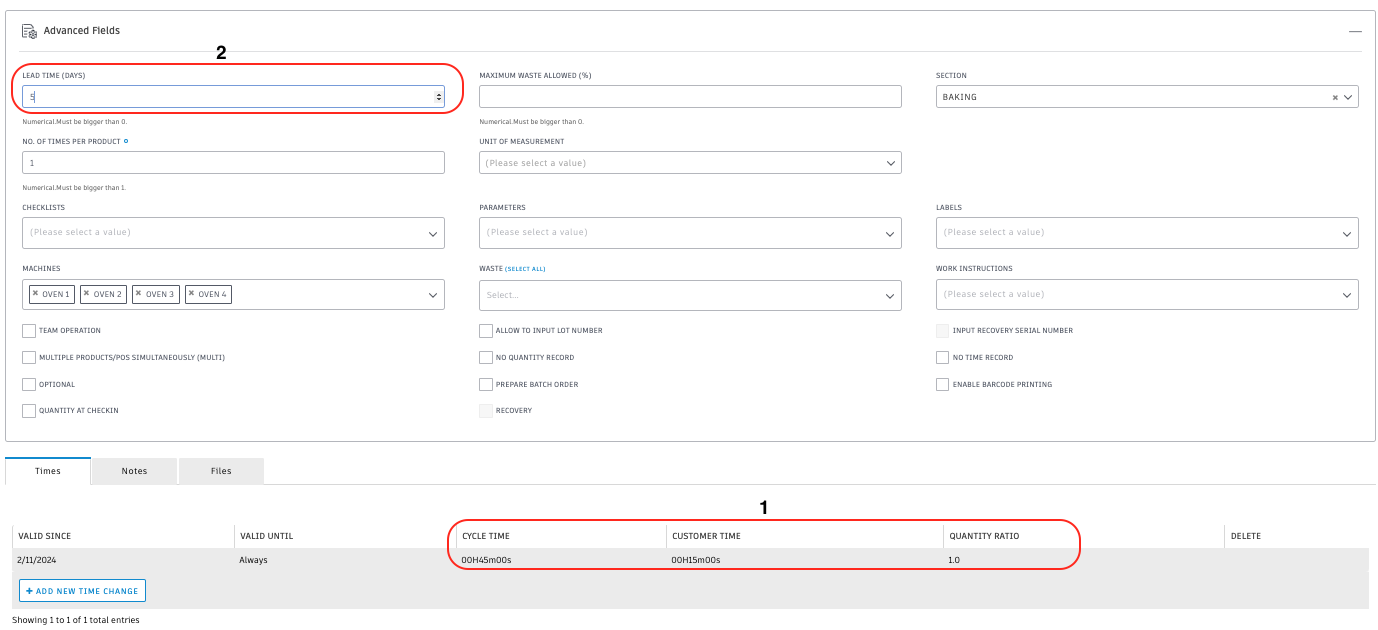 Advanced Fields
2
LEAD TIME (DAYS) MAXIMUM WASTE ALLOWED (%) SECTION
5 BAKING
Numerical.Must be bigger than 0. Numerical.Must be bigger than 0.
NO. OF TIMES PER PRODUCT UNIT OF MEASUREMENT
1 (Please select a value)
Numerical.Must be bigger than 1.
CHECKLISTS PARAMETERS LABELS
(Please select a value) (Please select a value) (Please select a value)
MACHINES WASTE (SELECT ALL) WORK INSTRUCTIONS
× OVEN 1 × OVEN 2 × OVEN 3 × OVEN 4 Select... (Please select a value)
TEAM OPERATION ALLOW TO INPUT LOT NUMBER INPUT RECOVERY SERIAL NUMBER
MULTIPLE PRODUCTS/POS SIMULTANEOUSLY (MULTI) NO QUANTITY RECORD NO TIME RECORD
OPTIONAL PREPARE BATCH ORDER ENABLE BARCODE PRINTING
QUANTITY AT CHECKIN RECOVERY
Times Notes Files
1
VALID SINCE VALID UNTIL CYCLE TIME CUSTOMER TIME QUANTITY RATIO DELETE
2/11/2024 Always 00H45m00s 00H15m00s 1.0
+ ADD NEW TIME CHANGE
Showing 1 to 1 of 1 total entries